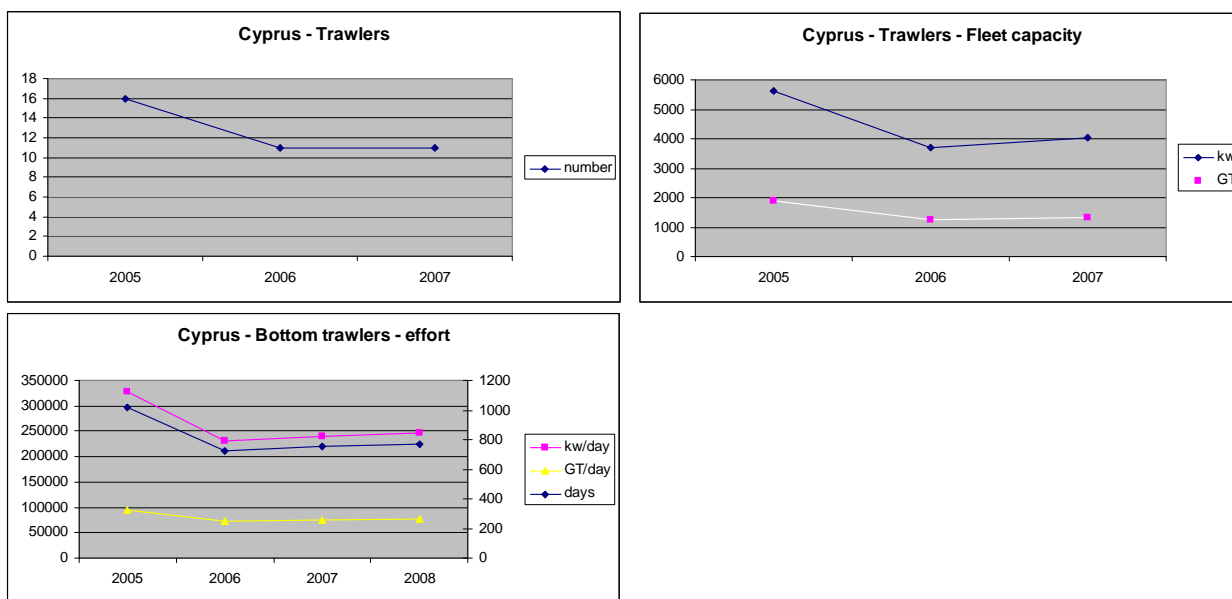 Cyprus - Trawlers
18
16
14
12
10
8
6
4
2
0
2005 2006 2007
number
Cyprus - Trawlers - Fleet capacity
6000
5000
4000
3000
2000
1000
0
2005 2006 2007
kw
GT
Cyprus - Bottom trawlers - effort
350000 1200
300000 1000
250000 800
200000 600
150000 400
100000 200
50000 0
0
2005 2006 2007 2008
kw/day
GT/day
days